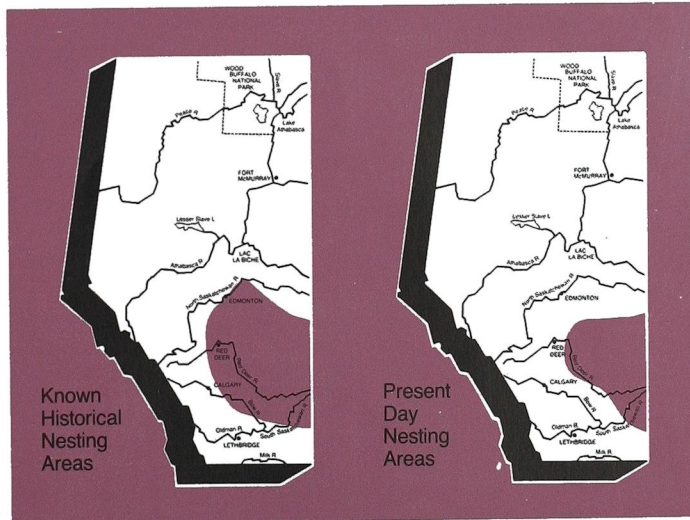 WOOD
BUFFALO
NATIONAL
PARK
Slave R
Peace R
Lake
Athabasca
FORT
McMURRAY
Lesser Slave L
LAC
LA BICHE
Athabasca R
North Saskatchewan R
EDMONTON
RED
DEER
Red Deer R
CALGARY
Bow R
Oldman R
South Saskatchewan R
LETHBRIDGE
Milk R
Known
Historical
Nesting
Areas
WOOD
BUFFALO
NATIONAL
PARK
Slave R
Peace R
Lake
Athabasca
FORT
McMURRAY
Lesser Slave L
LAC
LA BICHE
Athabasca R
North Saskatchewan R
EDMONTON
RED
DEER
Red Deer R
CALGARY
Bow R
Oldman R
South Saskatchewan R
LETHBRIDGE
Milk R
Present
Day
Nesting
Areas